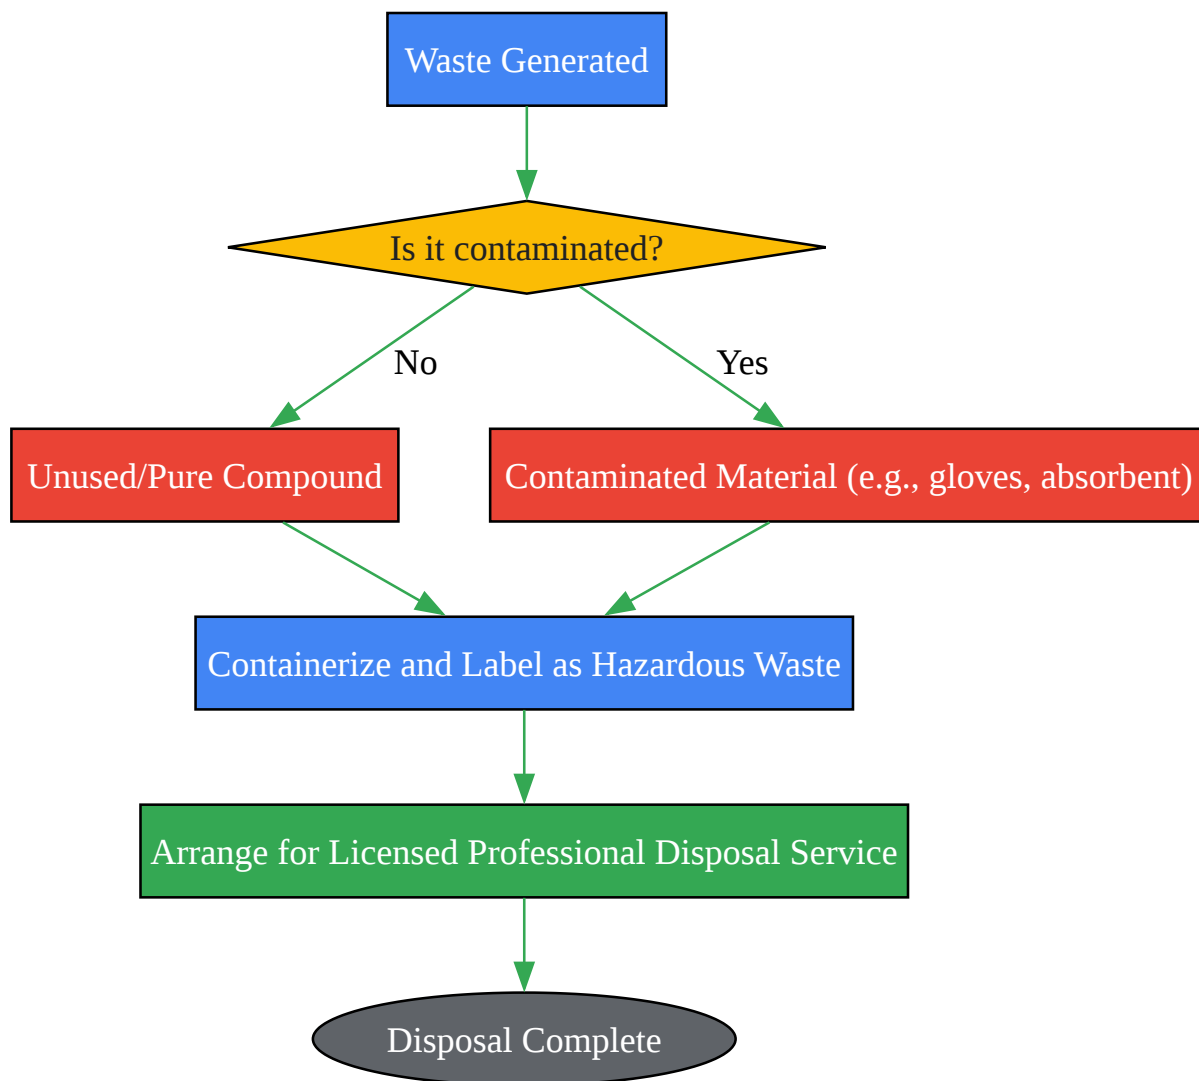 Waste Generated
Is it contaminated?
No
Yes
Unused/Pure Compound
Contaminated Material (e.g., gloves, absorbent)
Containerize and Label as Hazardous Waste
Arrange for Licensed Professional Disposal Service
Disposal Complete